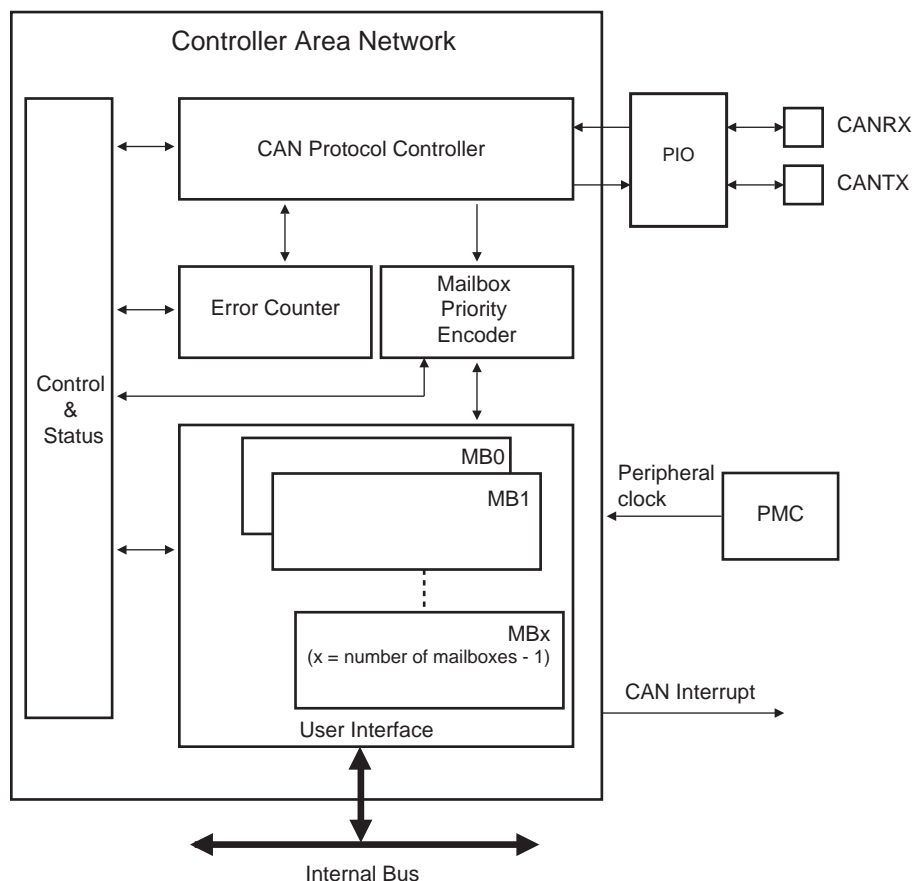 Controller Area Network
CAN Protocol Controller
PIO
CANRX
CANTX
Error Counter
Mailbox
Priority
Encoder
Control
&
Status
MB0
MB1
Peripheral
clock
PMC
MBx
(x = number of mailboxes - 1)
CAN Interrupt
User Interface
Internal Bus